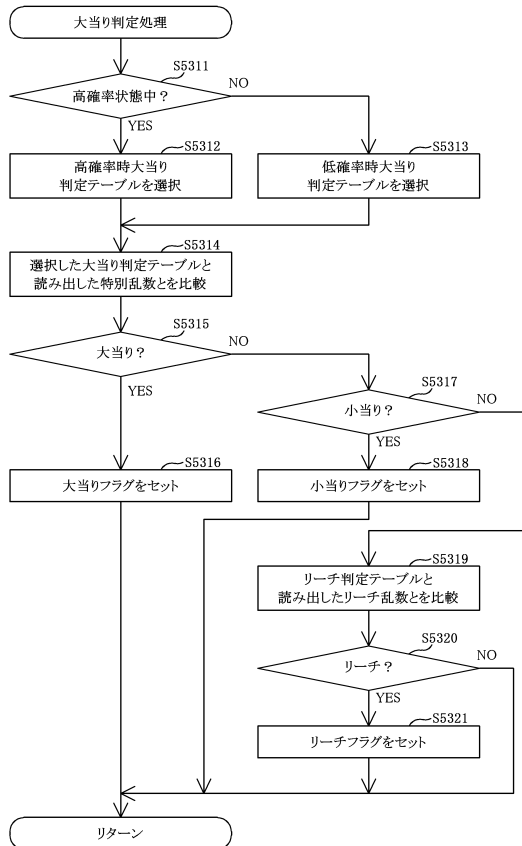 大当り判定処理
S5311
高確率状態中？
NO
YES
S5312
高確率時大当り
判定テーブルを選択
S5313
低確率時大当り
判定テーブルを選択
S5314
選択した大当り判定テーブルと
読み出した特別乱数とを比較
S5315
大当り？
NO
YES
S5317
小当り？
NO
YES
S5316
大当りフラグをセット
S5318
小当りフラグをセット
S5319
リーチ判定テーブルと
読み出したリーチ乱数とを比較
S5320
リーチ？
NO
YES
S5321
リーチフラグをセット
リターン